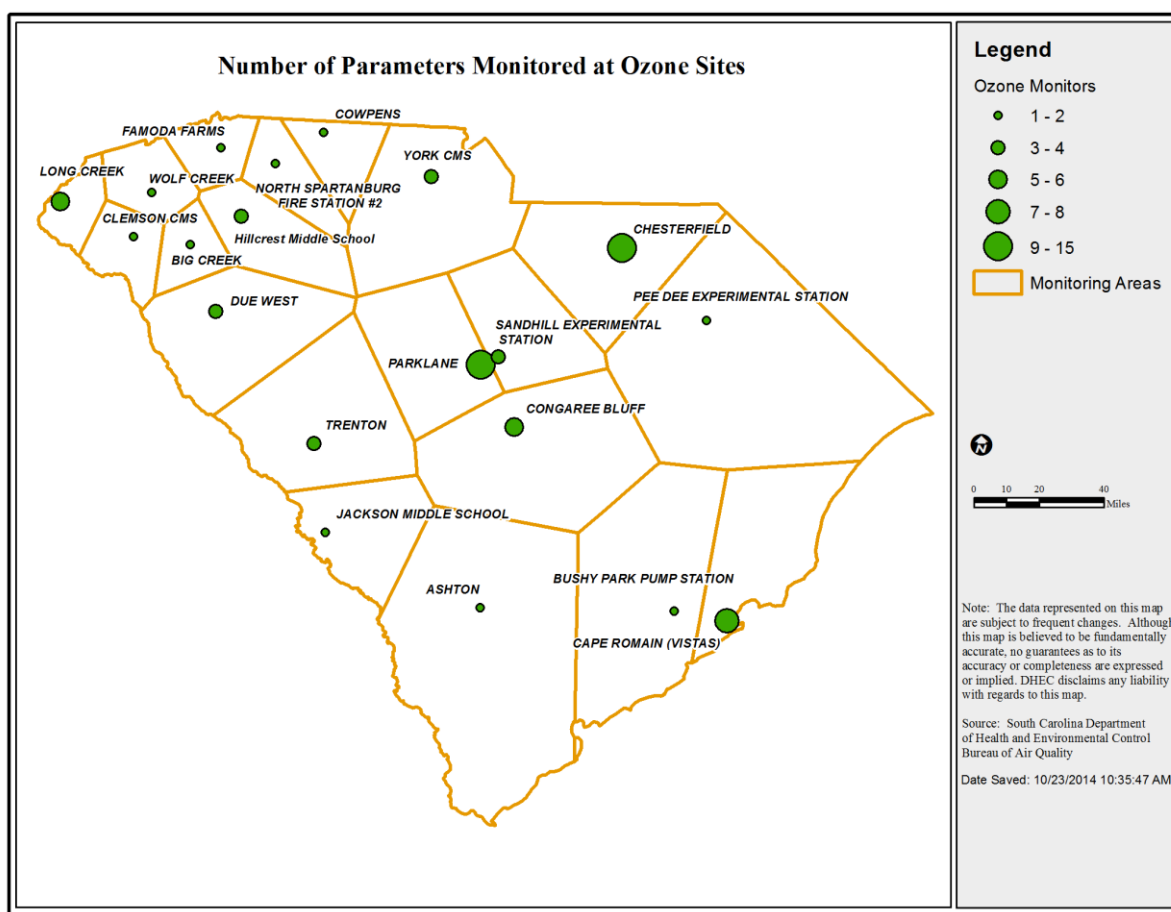 Number of Parameters Monitored at Ozone Sites
COWPENS
FAMODA FARMS
YORK CMS
LONG CREEK
WOLF CREEK
NORTH SPARTANBURG
FIRE STATION #2
CLEMSON CMS
Hillcrest Middle School
BIG CREEK
CHESTERFIELD
DUE WEST
PEE DEE EXPERIMENTAL STATION
SANDHILL EXPERIMENTAL
STATION
PARKLANE
CONGAREE BLUFF
TRENTON
JACKSON MIDDLE SCHOOL
ASHTON
BUSHY PARK PUMP STATION
CAPE ROMAIN (VISTAS)
Legend
Ozone Monitors
1 - 2
3 - 4
5 - 6
7 - 8
9 - 15
Monitoring Areas
N
0 10 20 40
Miles
Note: The data represented on this map
are subject to frequent changes. Although
this map is believed to be fundamentally
accurate, no guarantees as to its
accuracy or completeness are expressed
or implied. DHEC disclaims any liability
with regards to this map.
Source: South Carolina Department
of Health and Environmental Control
Bureau of Air Quality
Date Saved: 10/23/2014 10:35:47 AM